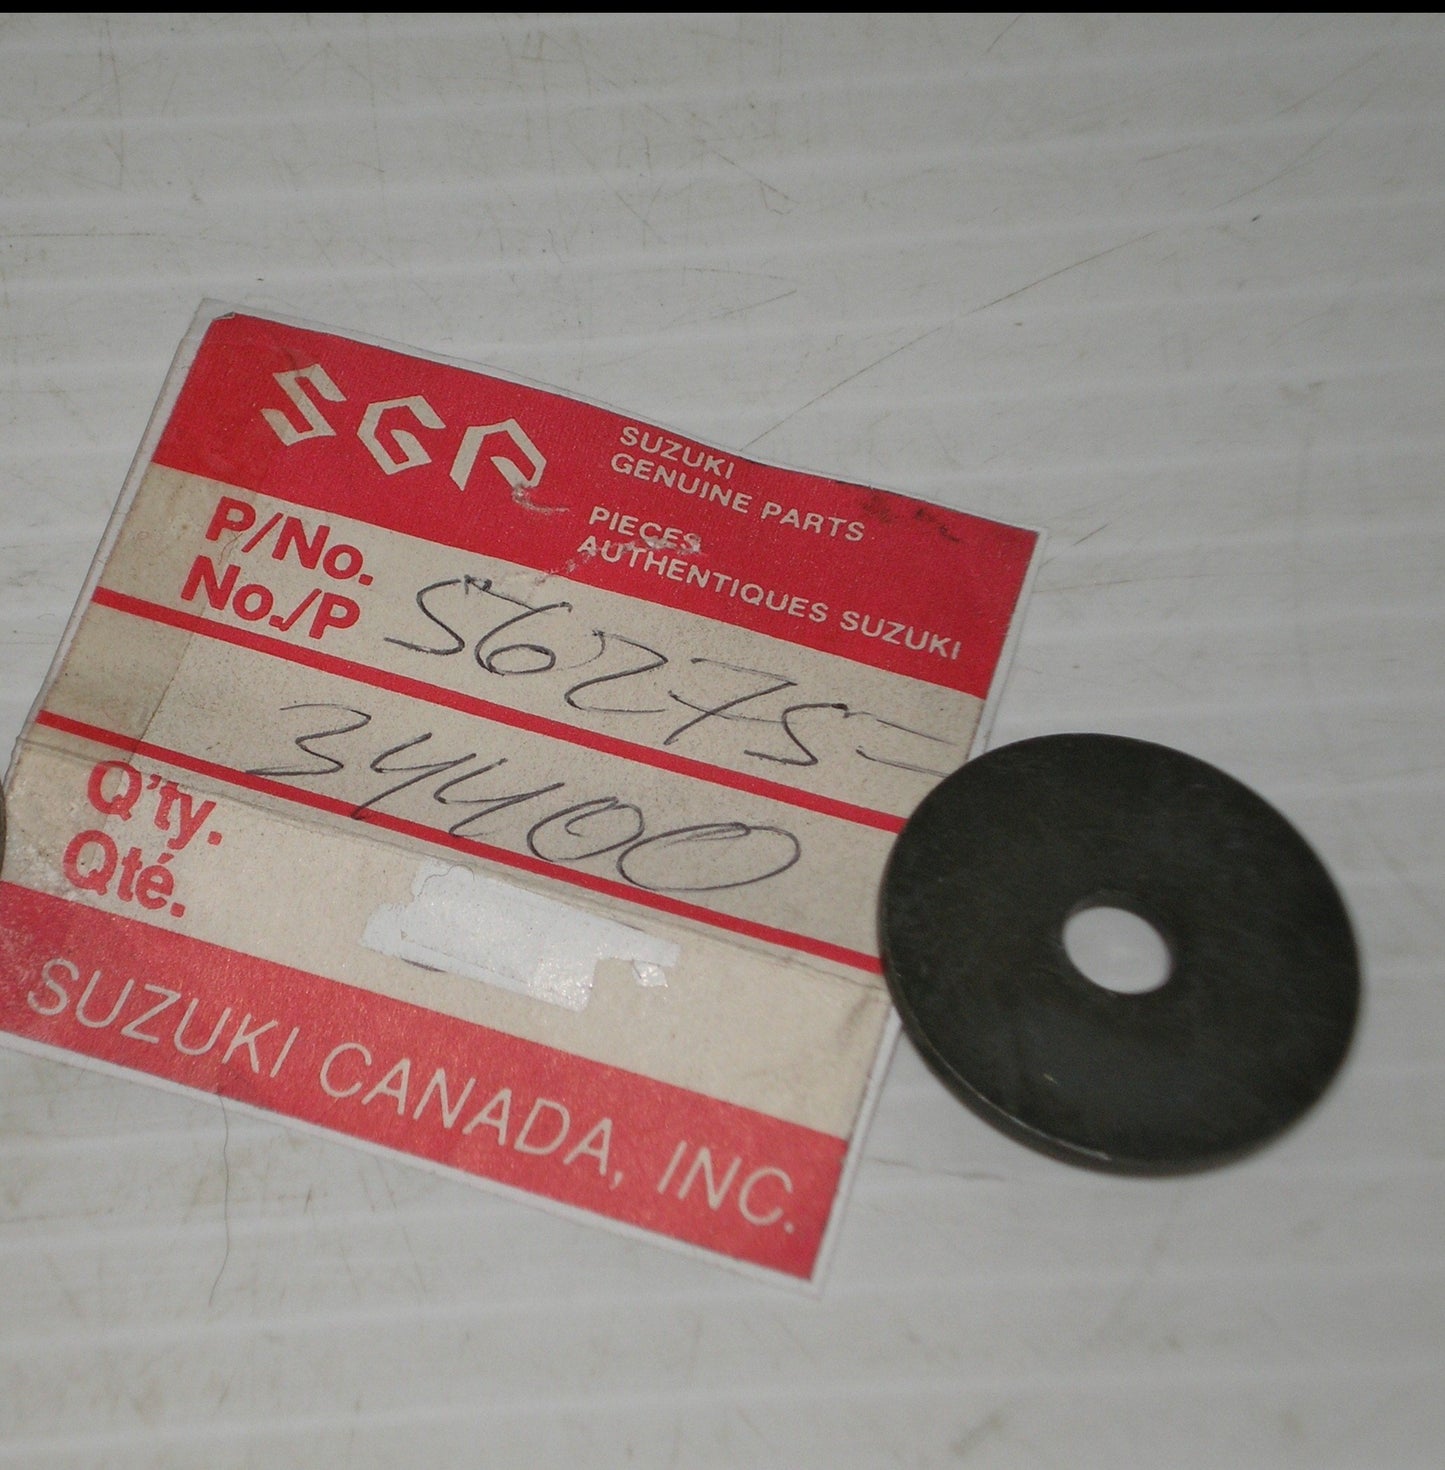 SGP
SUZUKI
GENUINE PARTS
PIECES
AUTHENTIQUES SUZUKI
P/No.
No./P
56275-
34400
Q'ty.
Qté.
SUZUKI CANADA, INC.